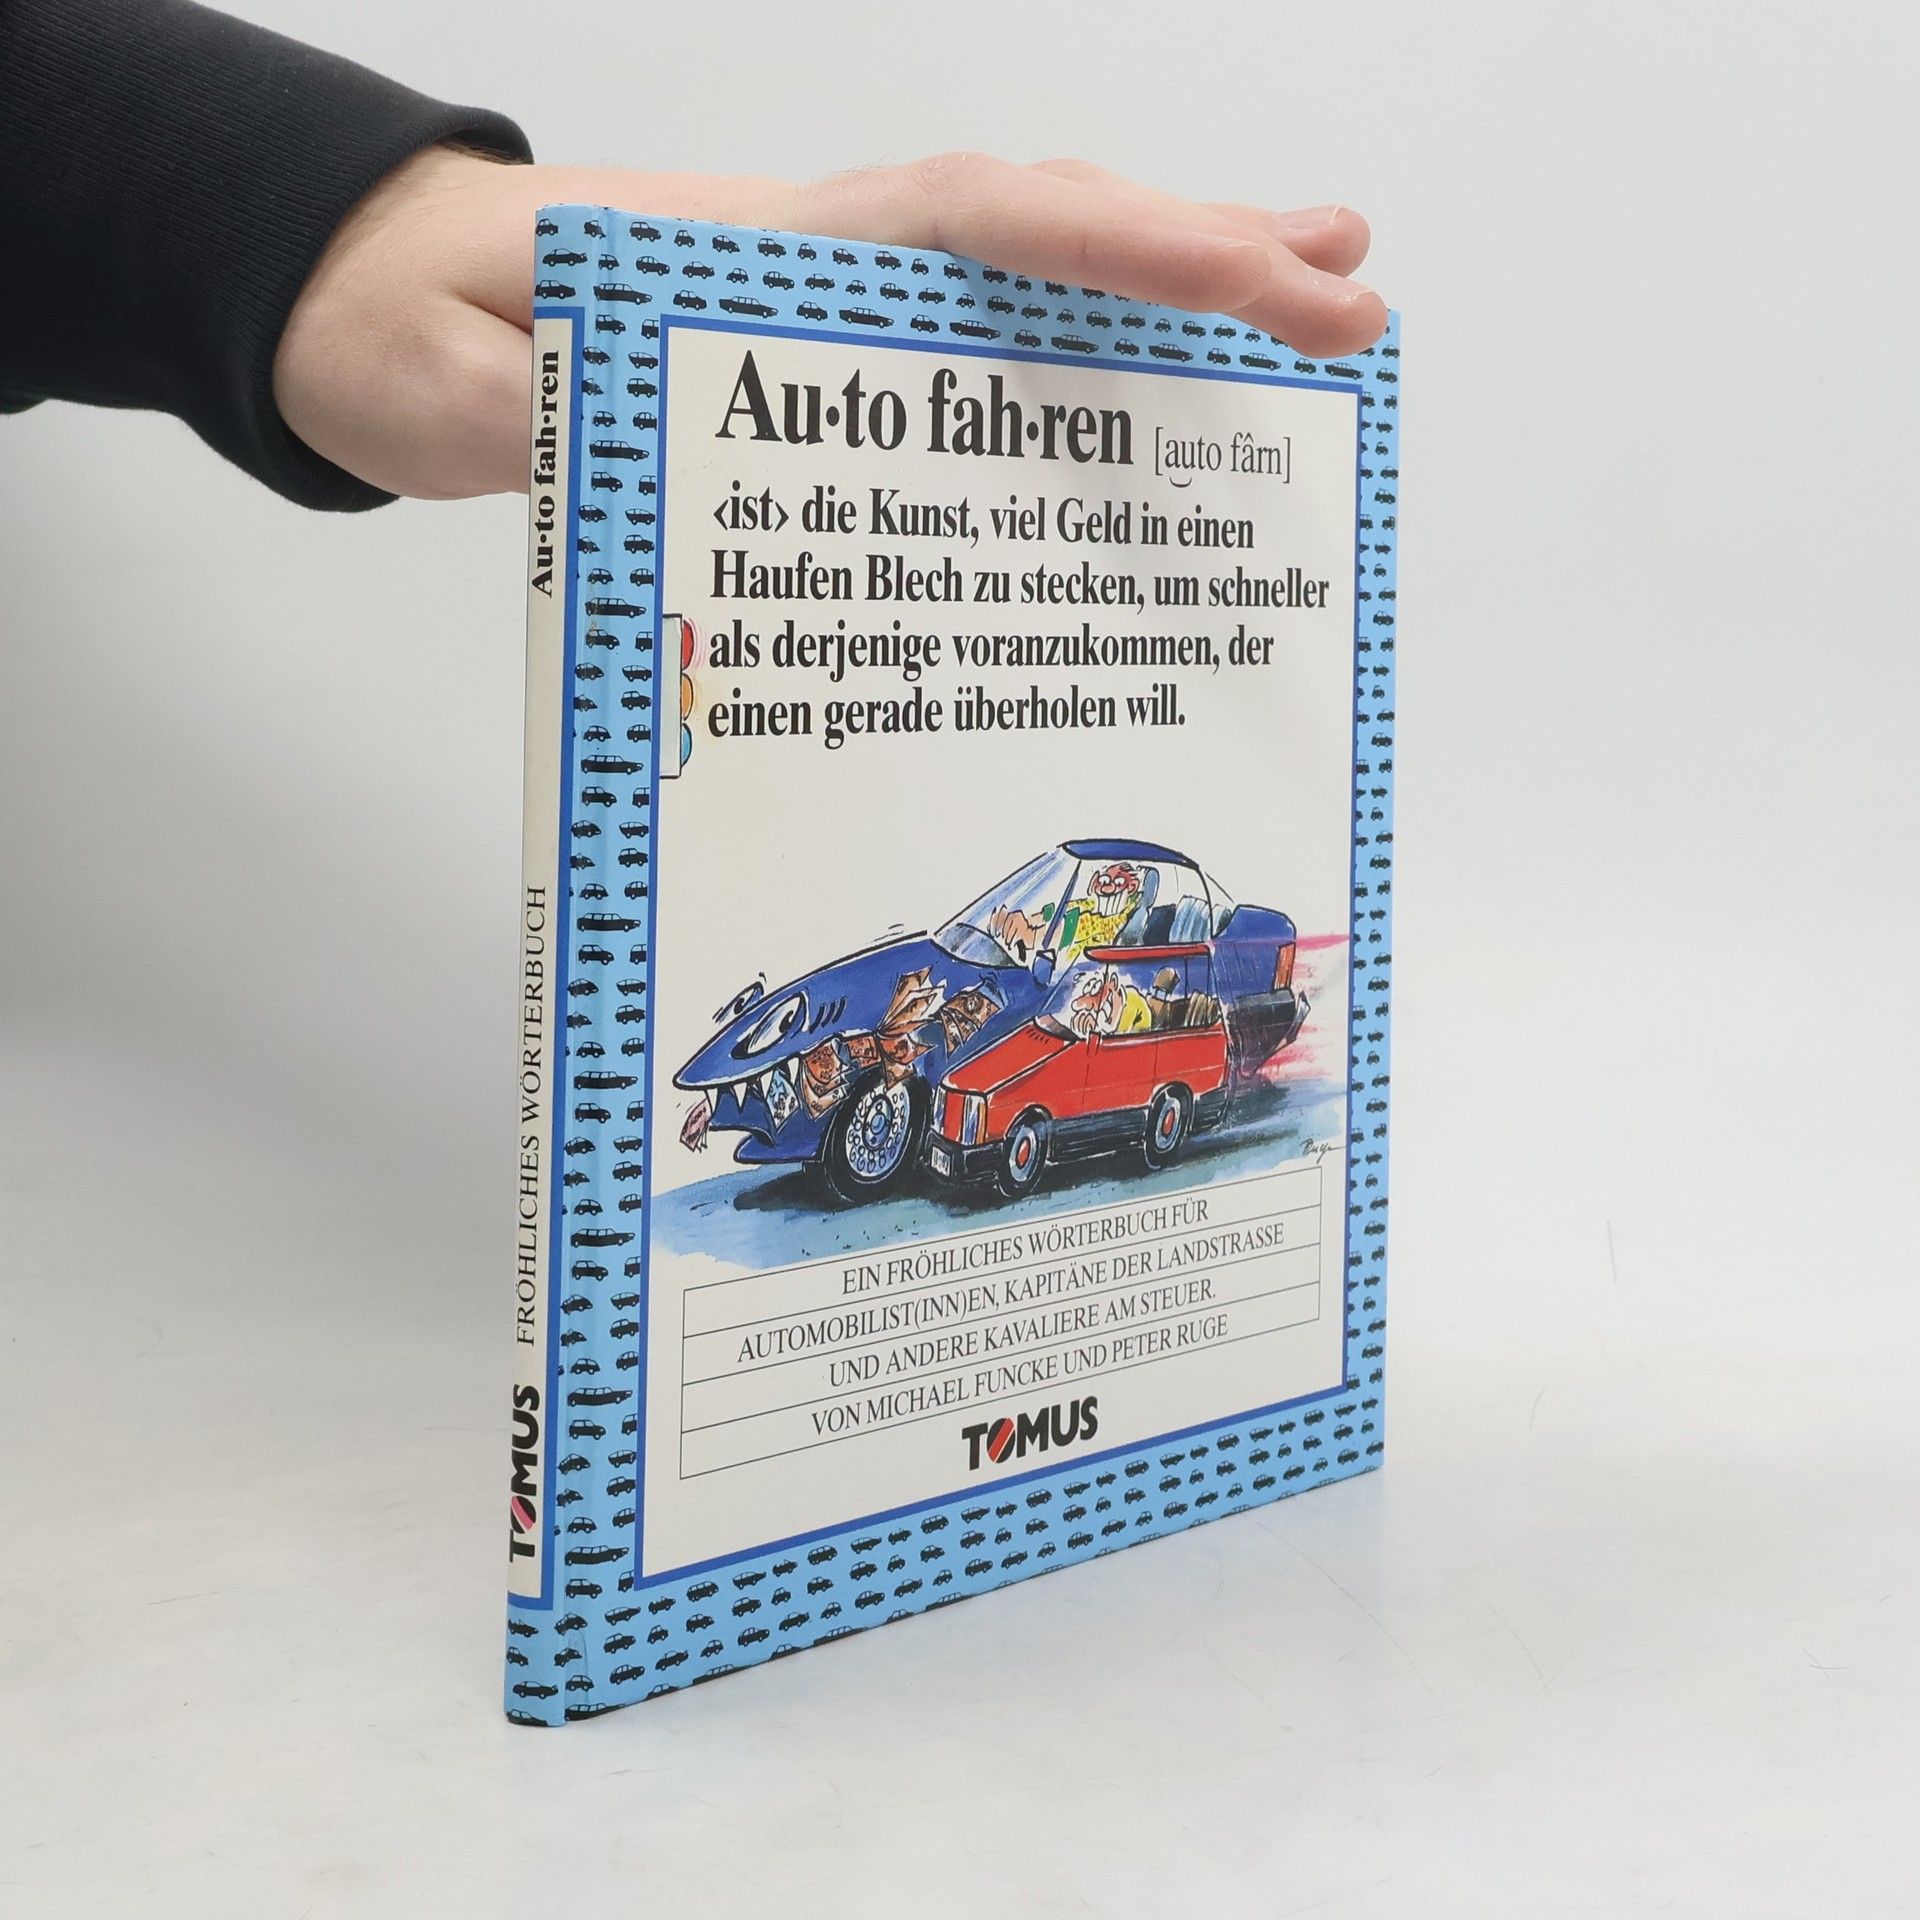 Au·to fah·ren
FRÖHLICHES WÖRTERBUCH
TOMUS
Au·to fah·ren [auto fârn]
‹ist› die Kunst, viel Geld in einen
Haufen Blech zu stecken, um schneller
als derjenige voranzukommen, der
einen gerade überholen will.
Ruge
EIN FRÖHLICHES WÖRTERBUCH FÜR
AUTOMOBILIST(INN)EN, KAPITÄNE DER LANDSTRASSE
UND ANDERE KAVALIERE AM STEUER.
VON MICHAEL FUNCKE UND PETER RUGE
TOMUS